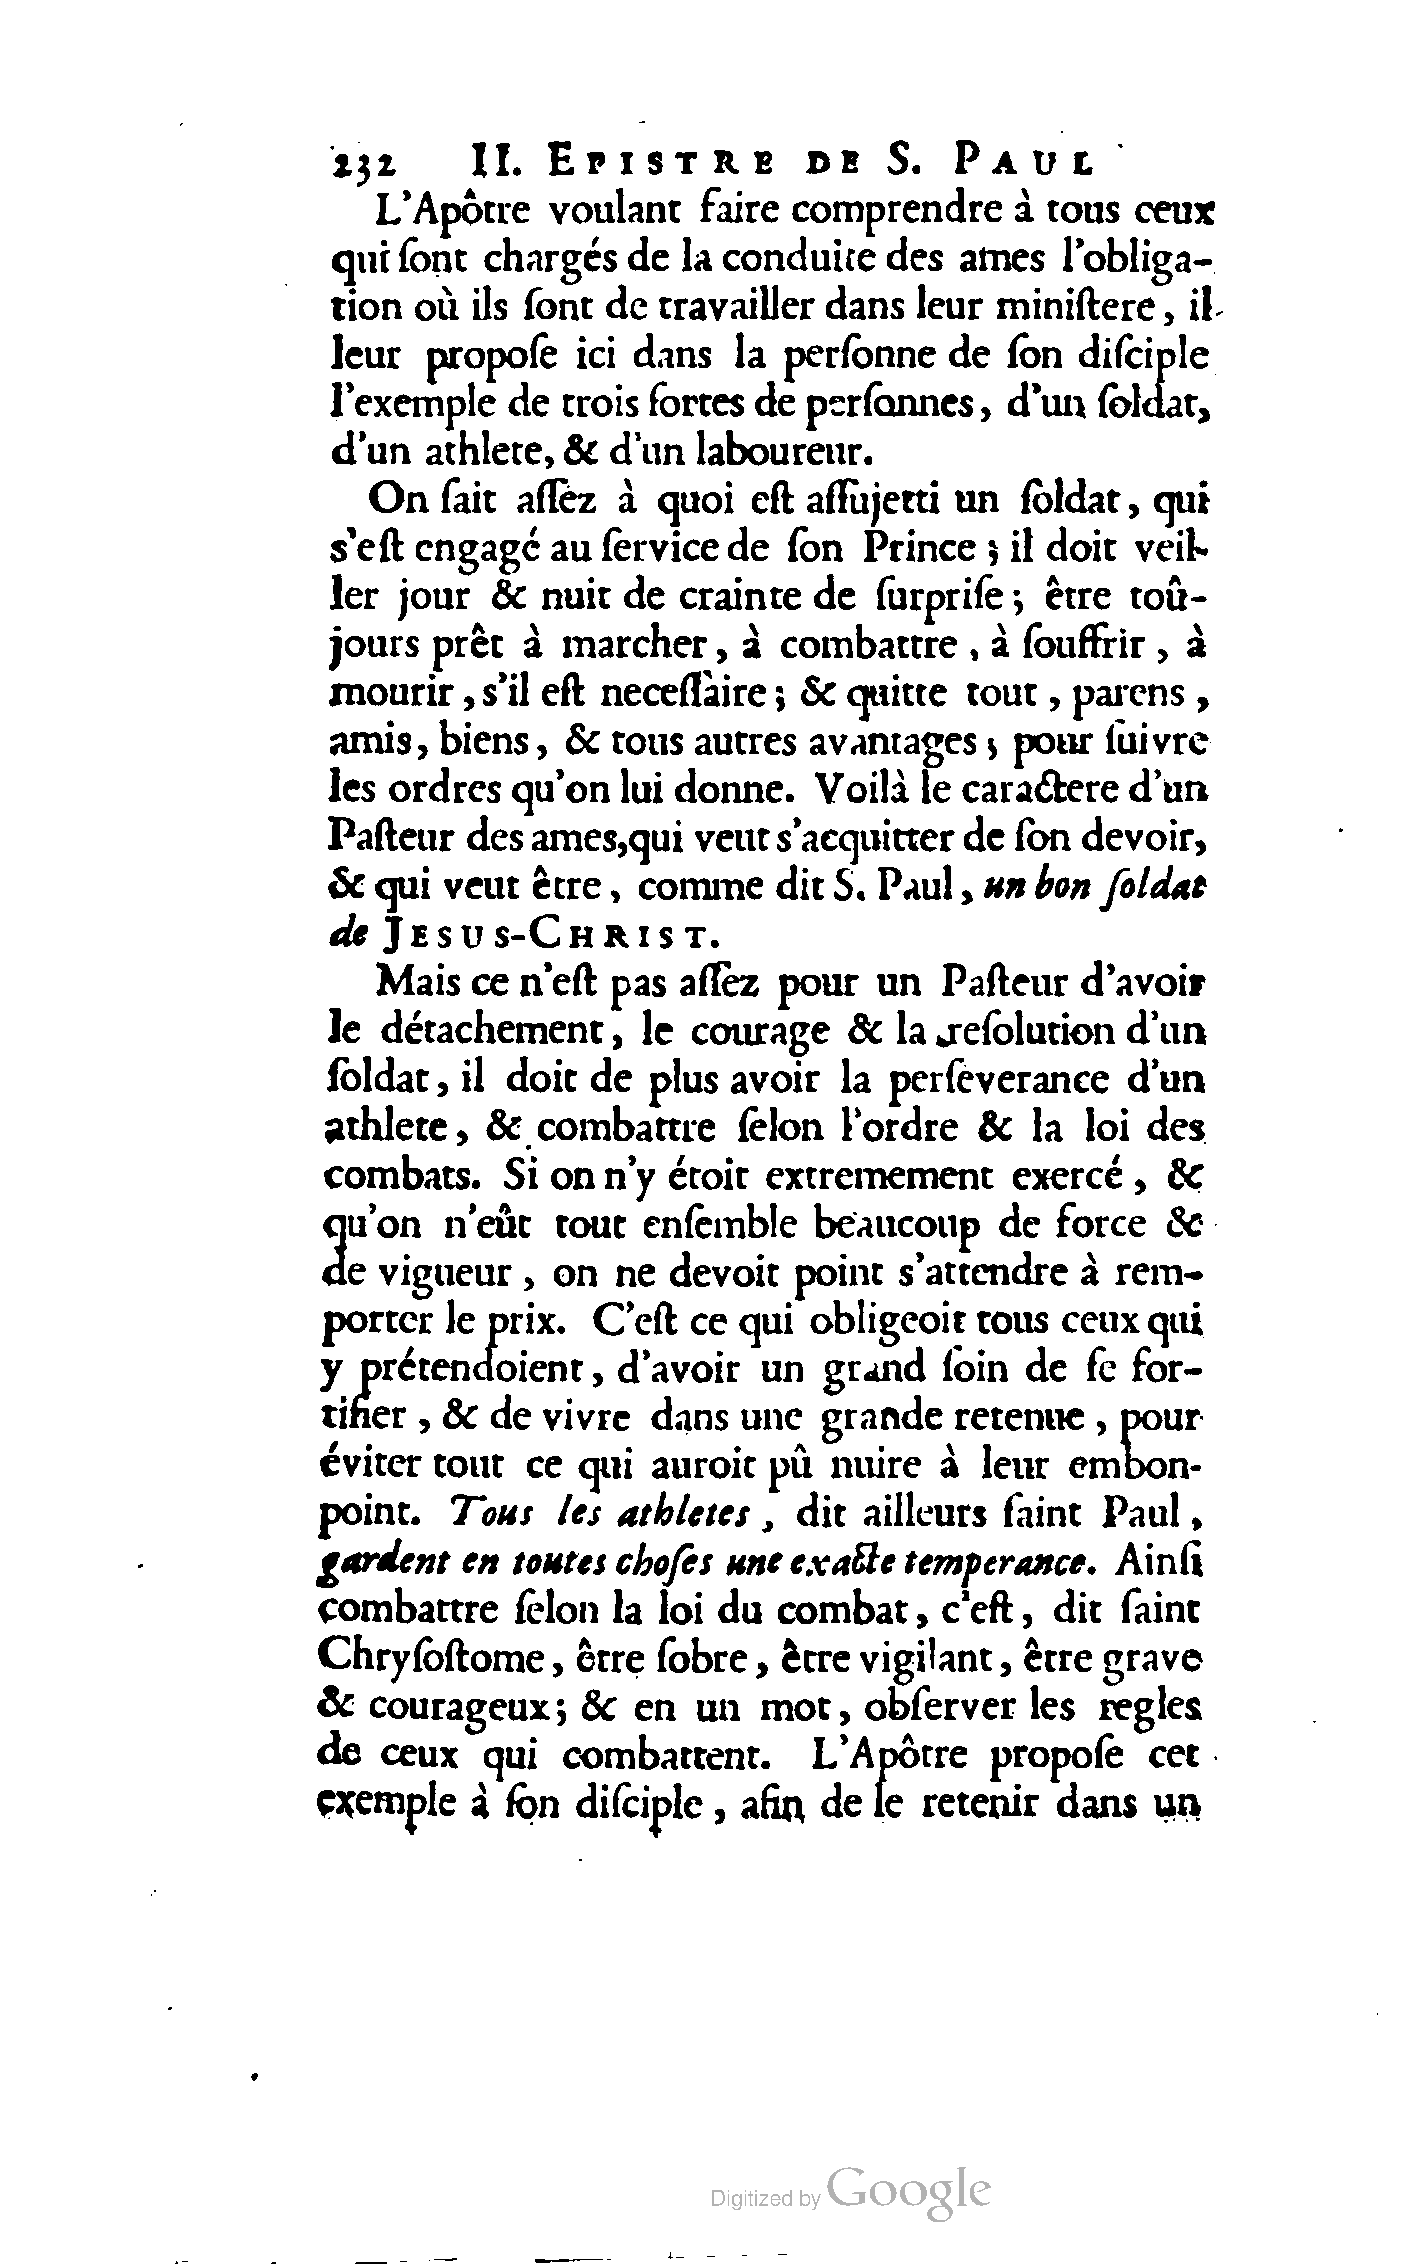 232 II. EPISTRE DE S. PAUL
L'Apôtre voulant faire comprendre à tous ceux
qui ſont chargés de la conduite des ames l'obliga-
tion où ils ſont de travailler dans leur miniſtere, il
leur propoſe ici dans la perſonne de ſon diſciple
l'exemple de trois ſortes de perſonnes, d'un ſoldat,
d'un athlete, & d'un laboureur.
On ſait aſſez à quoi eſt aſſujetti un ſoldat, qui
s'eſt engagé au ſervice de ſon Prince; il doit veil-
ler jour & nuit de crainte de ſurpriſe; être toû-
jours prêt à marcher, à combattre, à ſouffrir, à
mourir, s'il eſt neceſſaire; & quitte tout, parens,
amis, biens, & tous autres avantages; pour ſuivre
les ordres qu'on lui donne. Voilà le caractere d'un
Paſteur des ames, qui veut s'acquitter de ſon devoir,
& qui veut être, comme dit S. Paul, un bon ſoldat
de JESUS-CHRIST.
Mais ce n'eſt pas aſſez pour un Paſteur d'avoir
le détachement, le courage & la reſolution d'un
ſoldat, il doit de plus avoir la perſeverance d'un
athlete, & combattre ſelon l'ordre & la loi des
combats. Si on n'y étoit extremement exercé, &
qu'on n'eût tout enſemble beaucoup de force &
de vigueur, on ne devoit point s'attendre à rem-
porter le prix. C'eſt ce qui obligeoit tous ceux qui
y prétendoient, d'avoir un grand ſoin de ſe for-
tifier, & de vivre dans une grande retenue, pour
éviter tout ce qui auroit pû nuire à leur embon-
point. Tous les athletes, dit ailleurs ſaint Paul,
gardent en toutes choſes une exacte temperance. Ainſi
combattre ſelon la loi du combat, c'eſt, dit ſaint
Chryſoſtome, être ſobre, être vigilant, être grave
& courageux; & en un mot, obſerver les regles
de ceux qui combattent. L'Apôtre propoſe cet
exemple à ſon diſciple, afin de le retenir dans un
Digitized by Google